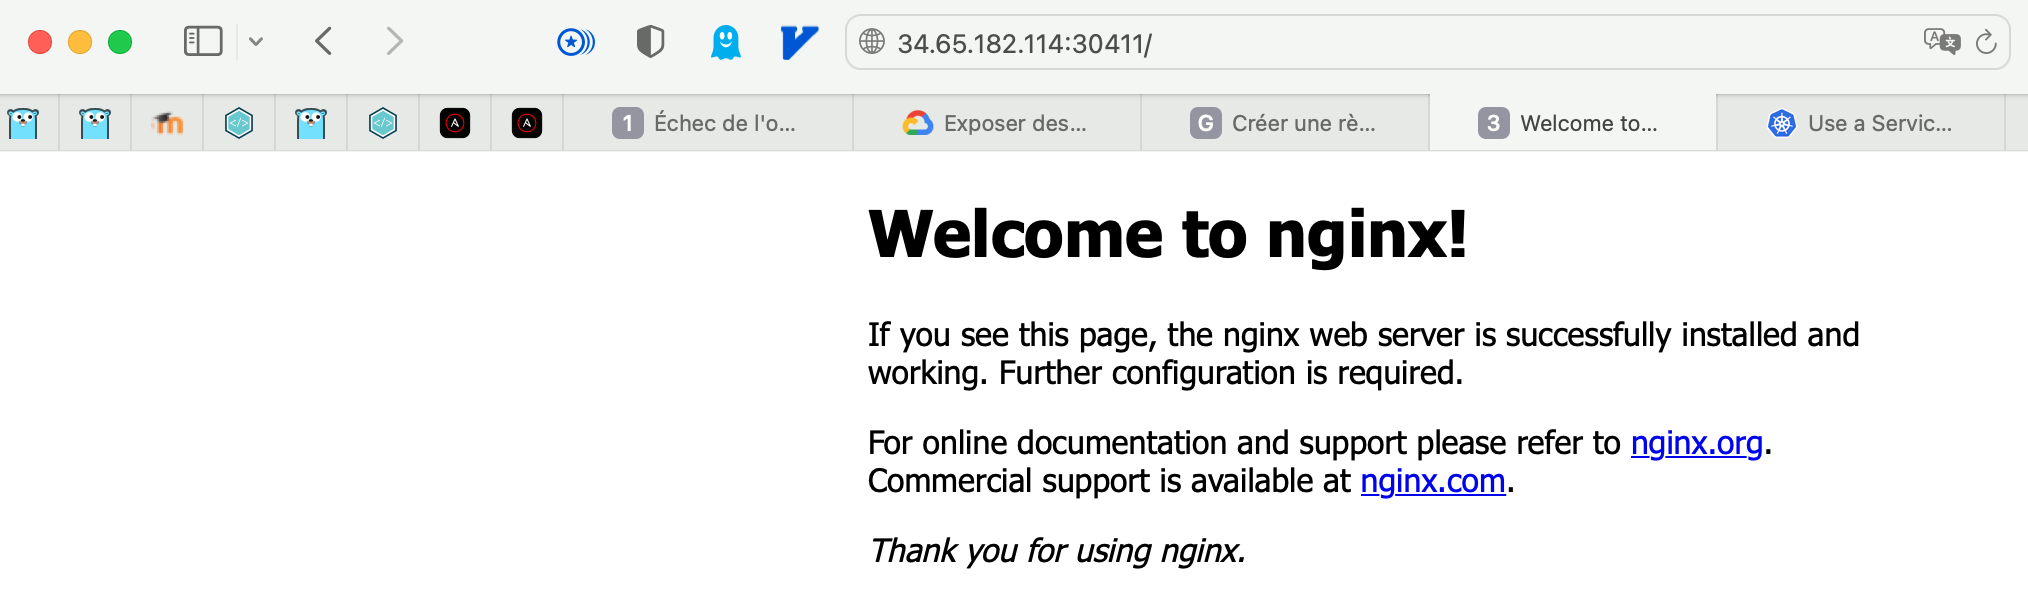 34.65.182.114:30411/
1 Échec de l'o...
Exposer des...
G Créer une rè...
3 Welcome to...
Use a Servic...
Welcome to nginx!
If you see this page, the nginx web server is successfully installed and
working. Further configuration is required.
For online documentation and support please refer to nginx.org.
Commercial support is available at nginx.com.
Thank you for using nginx.